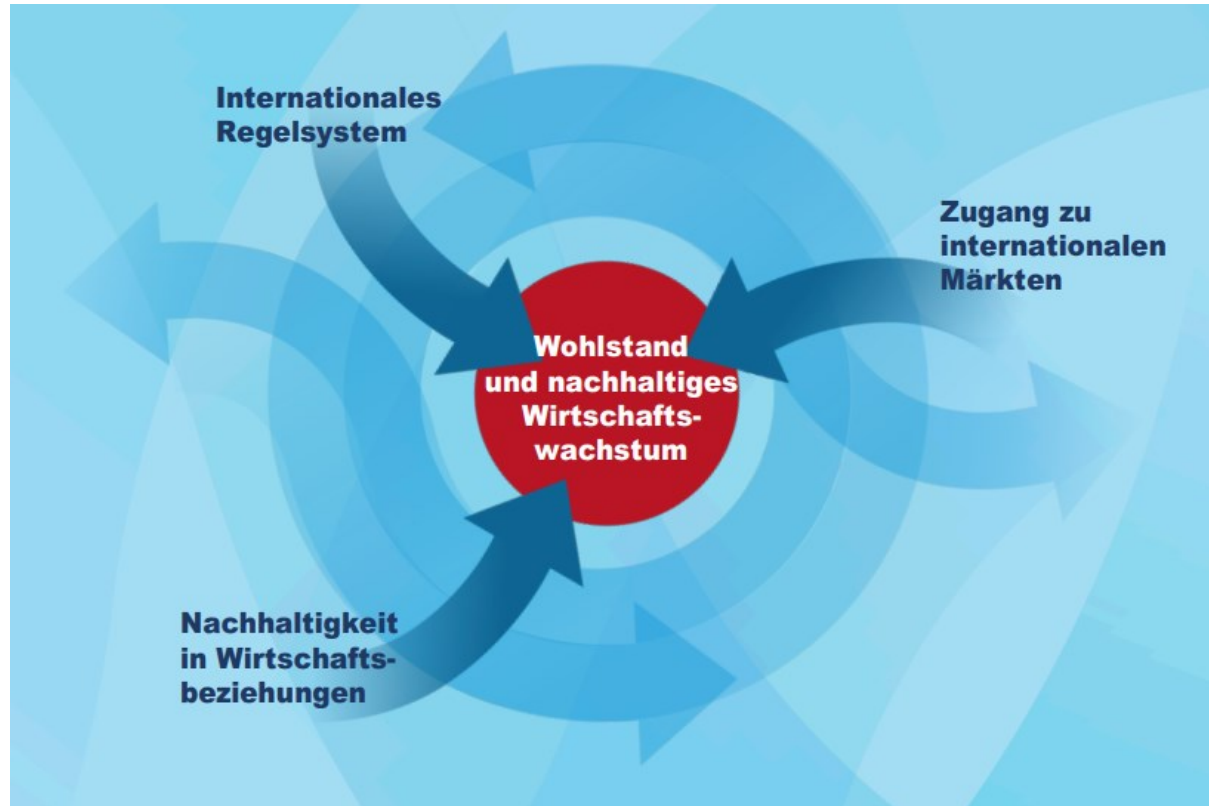 Internationales
Regelsystem
Zugang zu
internationalen
Märkten
Wohlstand
und nachhaltiges
Wirtschafts-
wachstum
Nachhaltigkeit
in Wirtschafts-
beziehungen